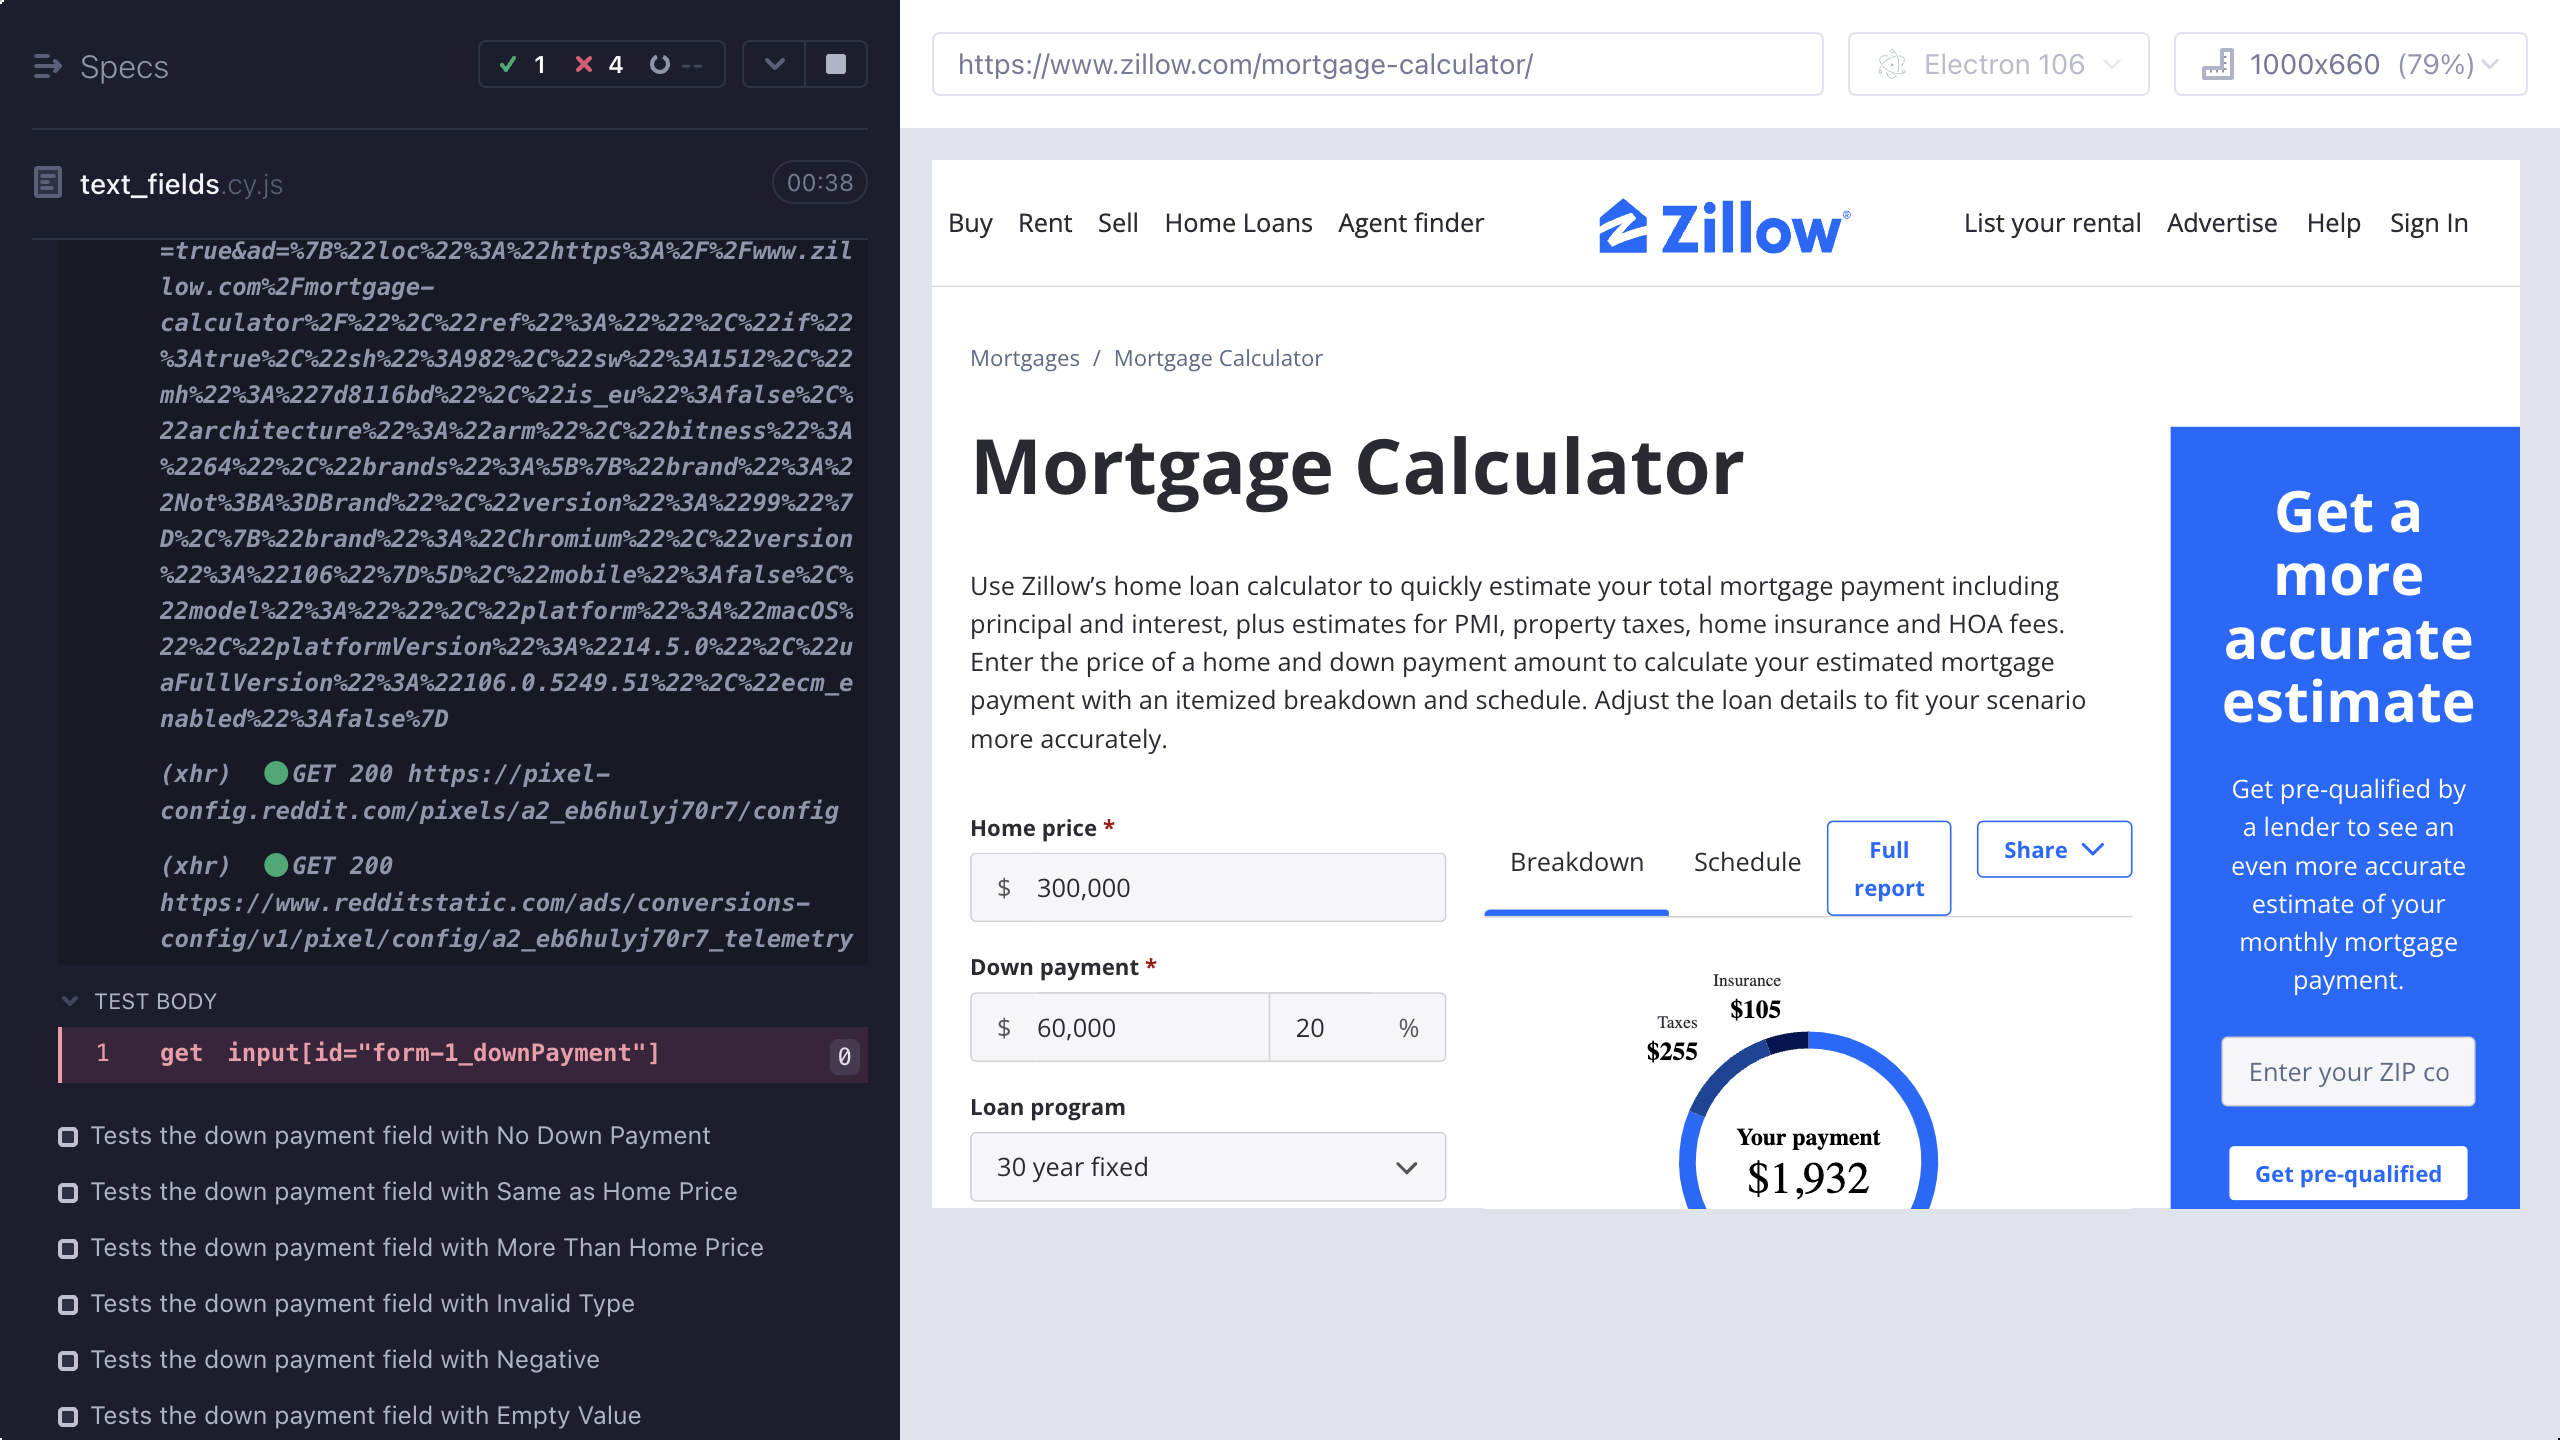 Specs
1 4 --
text_fields.cy.js
00:38
=true&ad=%7B%22loc%22%3A%22https%3A%2F%2Fwww.zil
low.com%2Fmortgage-
calculator%2F%22%2C%22ref%22%3A%22%22%2C%22if%22
%3Atrue%2C%22sh%22%3A982%2C%22sw%22%3A1512%2C%22
mh%22%3A%227d8116bd%22%2C%22is_eu%22%3Afalse%2C%
22architecture%22%3A%22arm%22%2C%22bitness%22%3A
%2264%22%2C%22brands%22%3A%5B%7B%22brand%22%3A%2
2Not%3BA%3DBrand%22%2C%22version%22%3A%2299%22%7
D%2C%7B%22brand%22%3A%22Chromium%22%2C%22version
%22%3A%22106%22%7D%5D%2C%22mobile%22%3Afalse%2C%
22model%22%3A%22%22%2C%22platform%22%3A%22macOS%
22%2C%22platformVersion%22%3A%2214.5.0%22%2C%22u
aFullVersion%22%3A%22106.0.5249.51%22%2C%22ecm_e
nabled%22%3Afalse%7D
(xhr) GET 200 https://pixel-
config.reddit.com/pixels/a2_eb6hulyj70r7/config
(xhr) GET 200
https://www.redditstatic.com/ads/conversions-
config/v1/pixel/config/a2_eb6hulyj70r7_telemetry
TEST BODY
1 get input[id="form-1_downPayment"] 0
Tests the down payment field with No Down Payment
Tests the down payment field with Same as Home Price
Tests the down payment field with More Than Home Price
Tests the down payment field with Invalid Type
Tests the down payment field with Negative
Tests the down payment field with Empty Value
https://www.zillow.com/mortgage-calculator/
Electron 106
1000x660 (79%)
Buy Rent Sell Home Loans Agent finder
Zillow®
List your rental Advertise Help Sign In
Mortgages / Mortgage Calculator
Mortgage Calculator
Use Zillow’s home loan calculator to quickly estimate your total mortgage payment including
principal and interest, plus estimates for PMI, property taxes, home insurance and HOA fees.
Enter the price of a home and down payment amount to calculate your estimated mortgage
payment with an itemized breakdown and schedule. Adjust the loan details to fit your scenario
more accurately.
Home price *
$ 300,000
Down payment *
$ 60,000 20 %
Loan program
30 year fixed
Breakdown Schedule
Full
report
Share
Insurance
$105
Taxes
$255
Your payment
$1,932
Get a
more
accurate
estimate
Get pre-qualified by
a lender to see an
even more accurate
estimate of your
monthly mortgage
payment.
Enter your ZIP co
Get pre-qualified